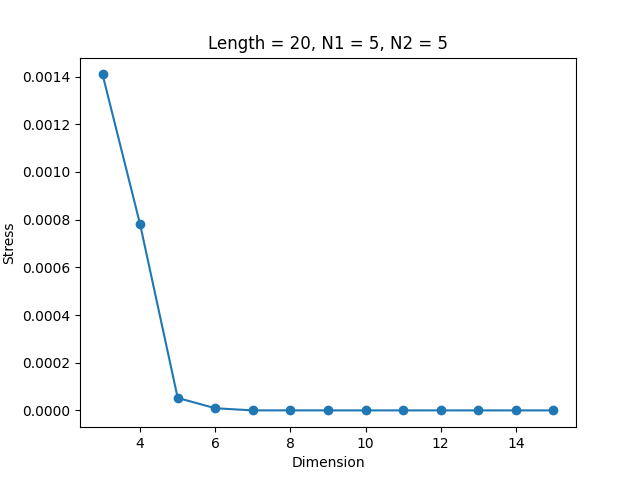 Length = 20, N1 = 5, N2 = 5
Stress
0.0014
0.0012
0.0010
0.0008
0.0006
0.0004
0.0002
0.0000
4 6 8 10 12 14
Dimension